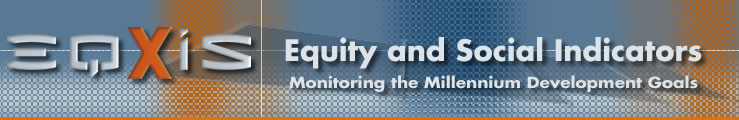 EQXIS
Equity and Social Indicators
Monitoring the Millennium Development Goals